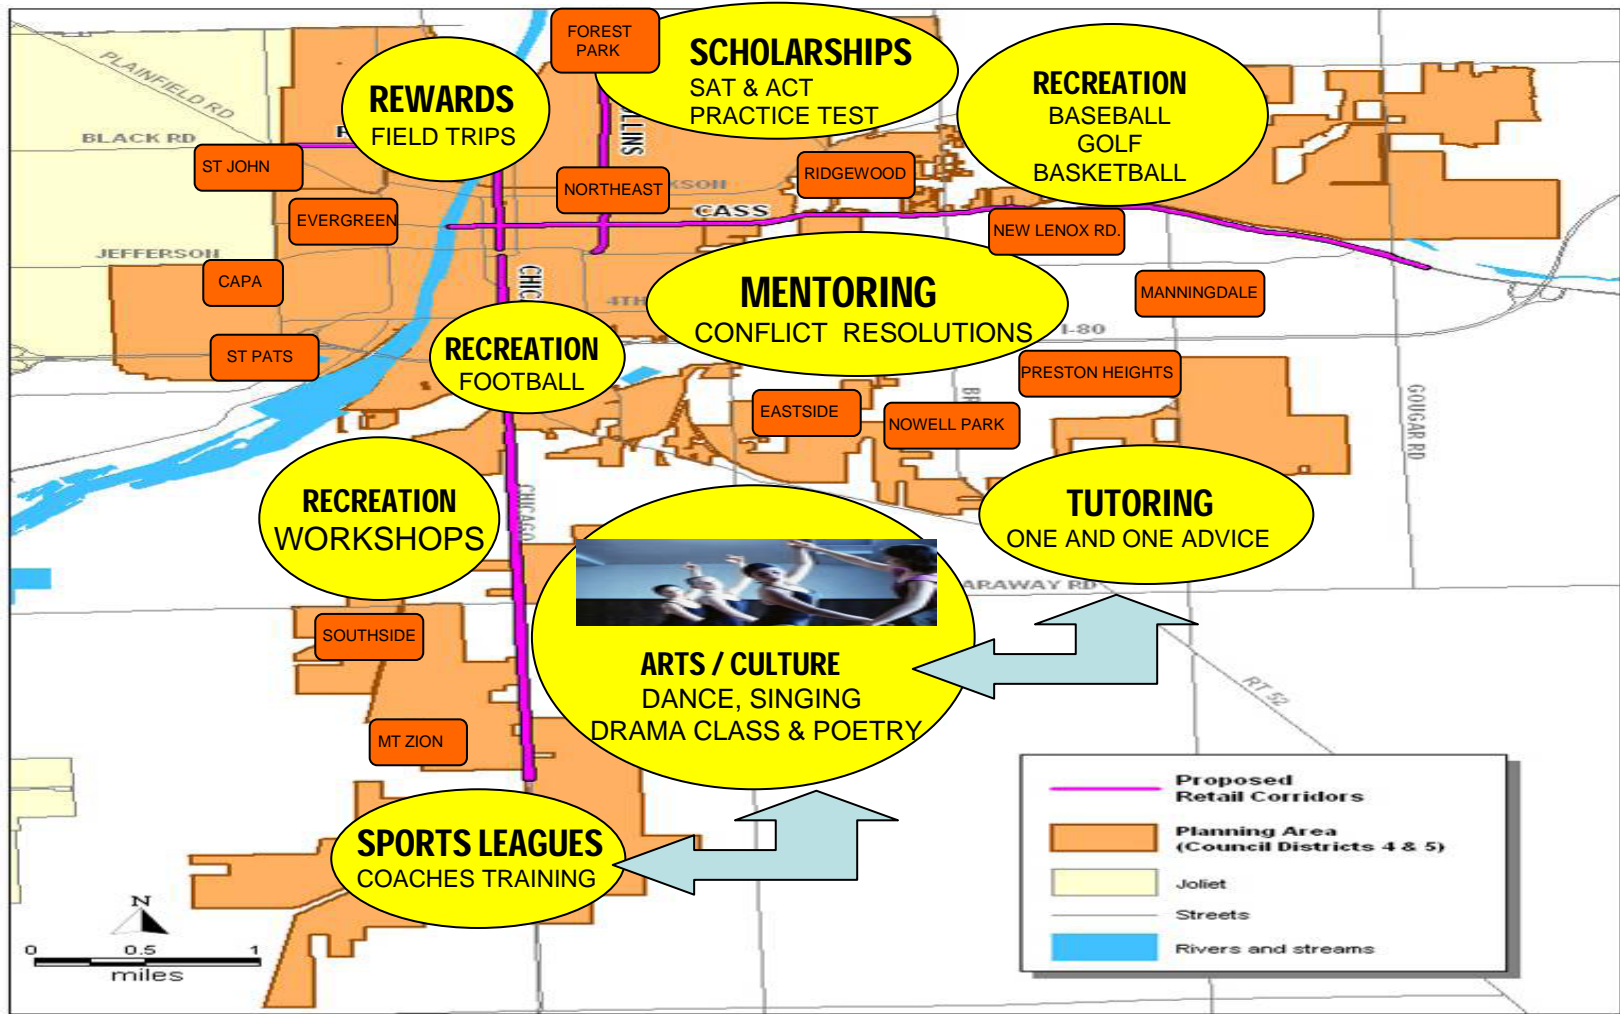 FOREST
PARK
SCHOLARSHIPS
SAT & ACT
PRACTICE TEST
REWARDS
FIELD TRIPS
RECREATION
BASEBALL
GOLF
BASKETBALL
PLAINFIELD RD
BLACK RD
ST JOHN
NORTHEAST
RIDGEWOOD
EVERGREEN
CASS
NEW LENOX RD.
JEFFERSON
CAPA
MENTORING
CONFLICT RESOLUTIONS
MANNINGDALE
4TH
I-80
ST PATS
RECREATION
FOOTBALL
PRESTON HEIGHTS
EASTSIDE
NOWELL PARK
GOUGAR RD
RECREATION
WORKSHOPS
CHICAGO
TUTORING
ONE AND ONE ADVICE
ARAWAY RD
SOUTHSIDE
ARTS / CULTURE
DANCE, SINGING
DRAMA CLASS & POETRY
RT 52
MT ZION
SPORTS LEAGUES
COACHES TRAINING
Proposed
Retail Corridors
Planning Area
(Council Districts 4 & 5)
Joliet
Streets
Rivers and streams
N
0 0.5 1
miles